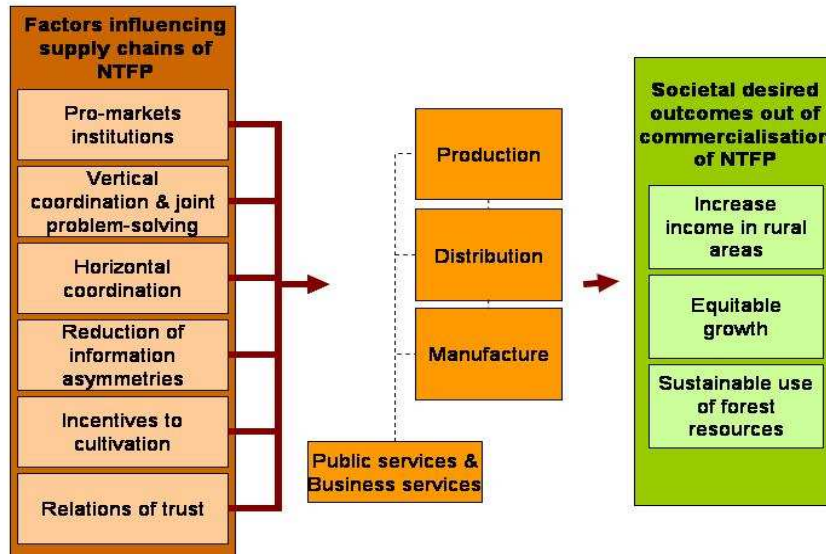 Factors influencing
supply chains of
NTFP
Pro-markets
institutions
Vertical
coordination & joint
problem-solving
Horizontal
coordination
Reduction of
information
asymmetries
Incentives to
cultivation
Relations of trust
Production
Distribution
Manufacture
Public services &
Business services
Societal desired
outcomes out of
commercialisation
of NTFP
Increase
income in rural
areas
Equitable
growth
Sustainable use
of forest
resources